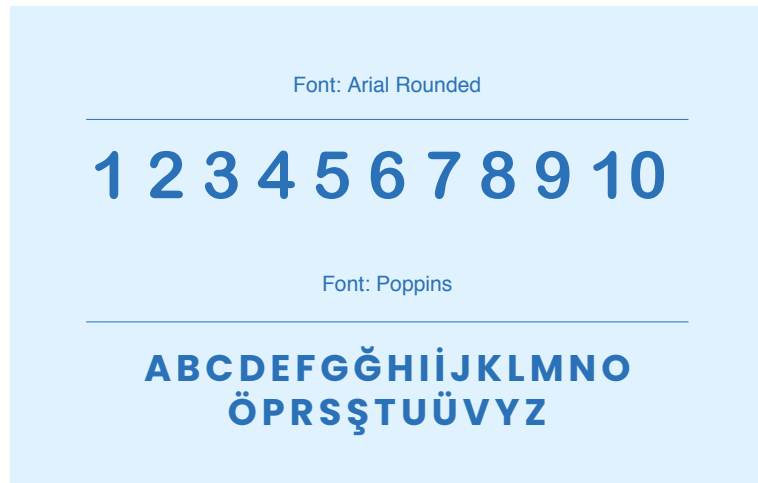 Font: Arial Rounded
1 2 3 4 5 6 7 8 9 10
Font: Poppins
ABCDEFGĞHIİJKLMNO
ÖPRSŞTUÜVYZ